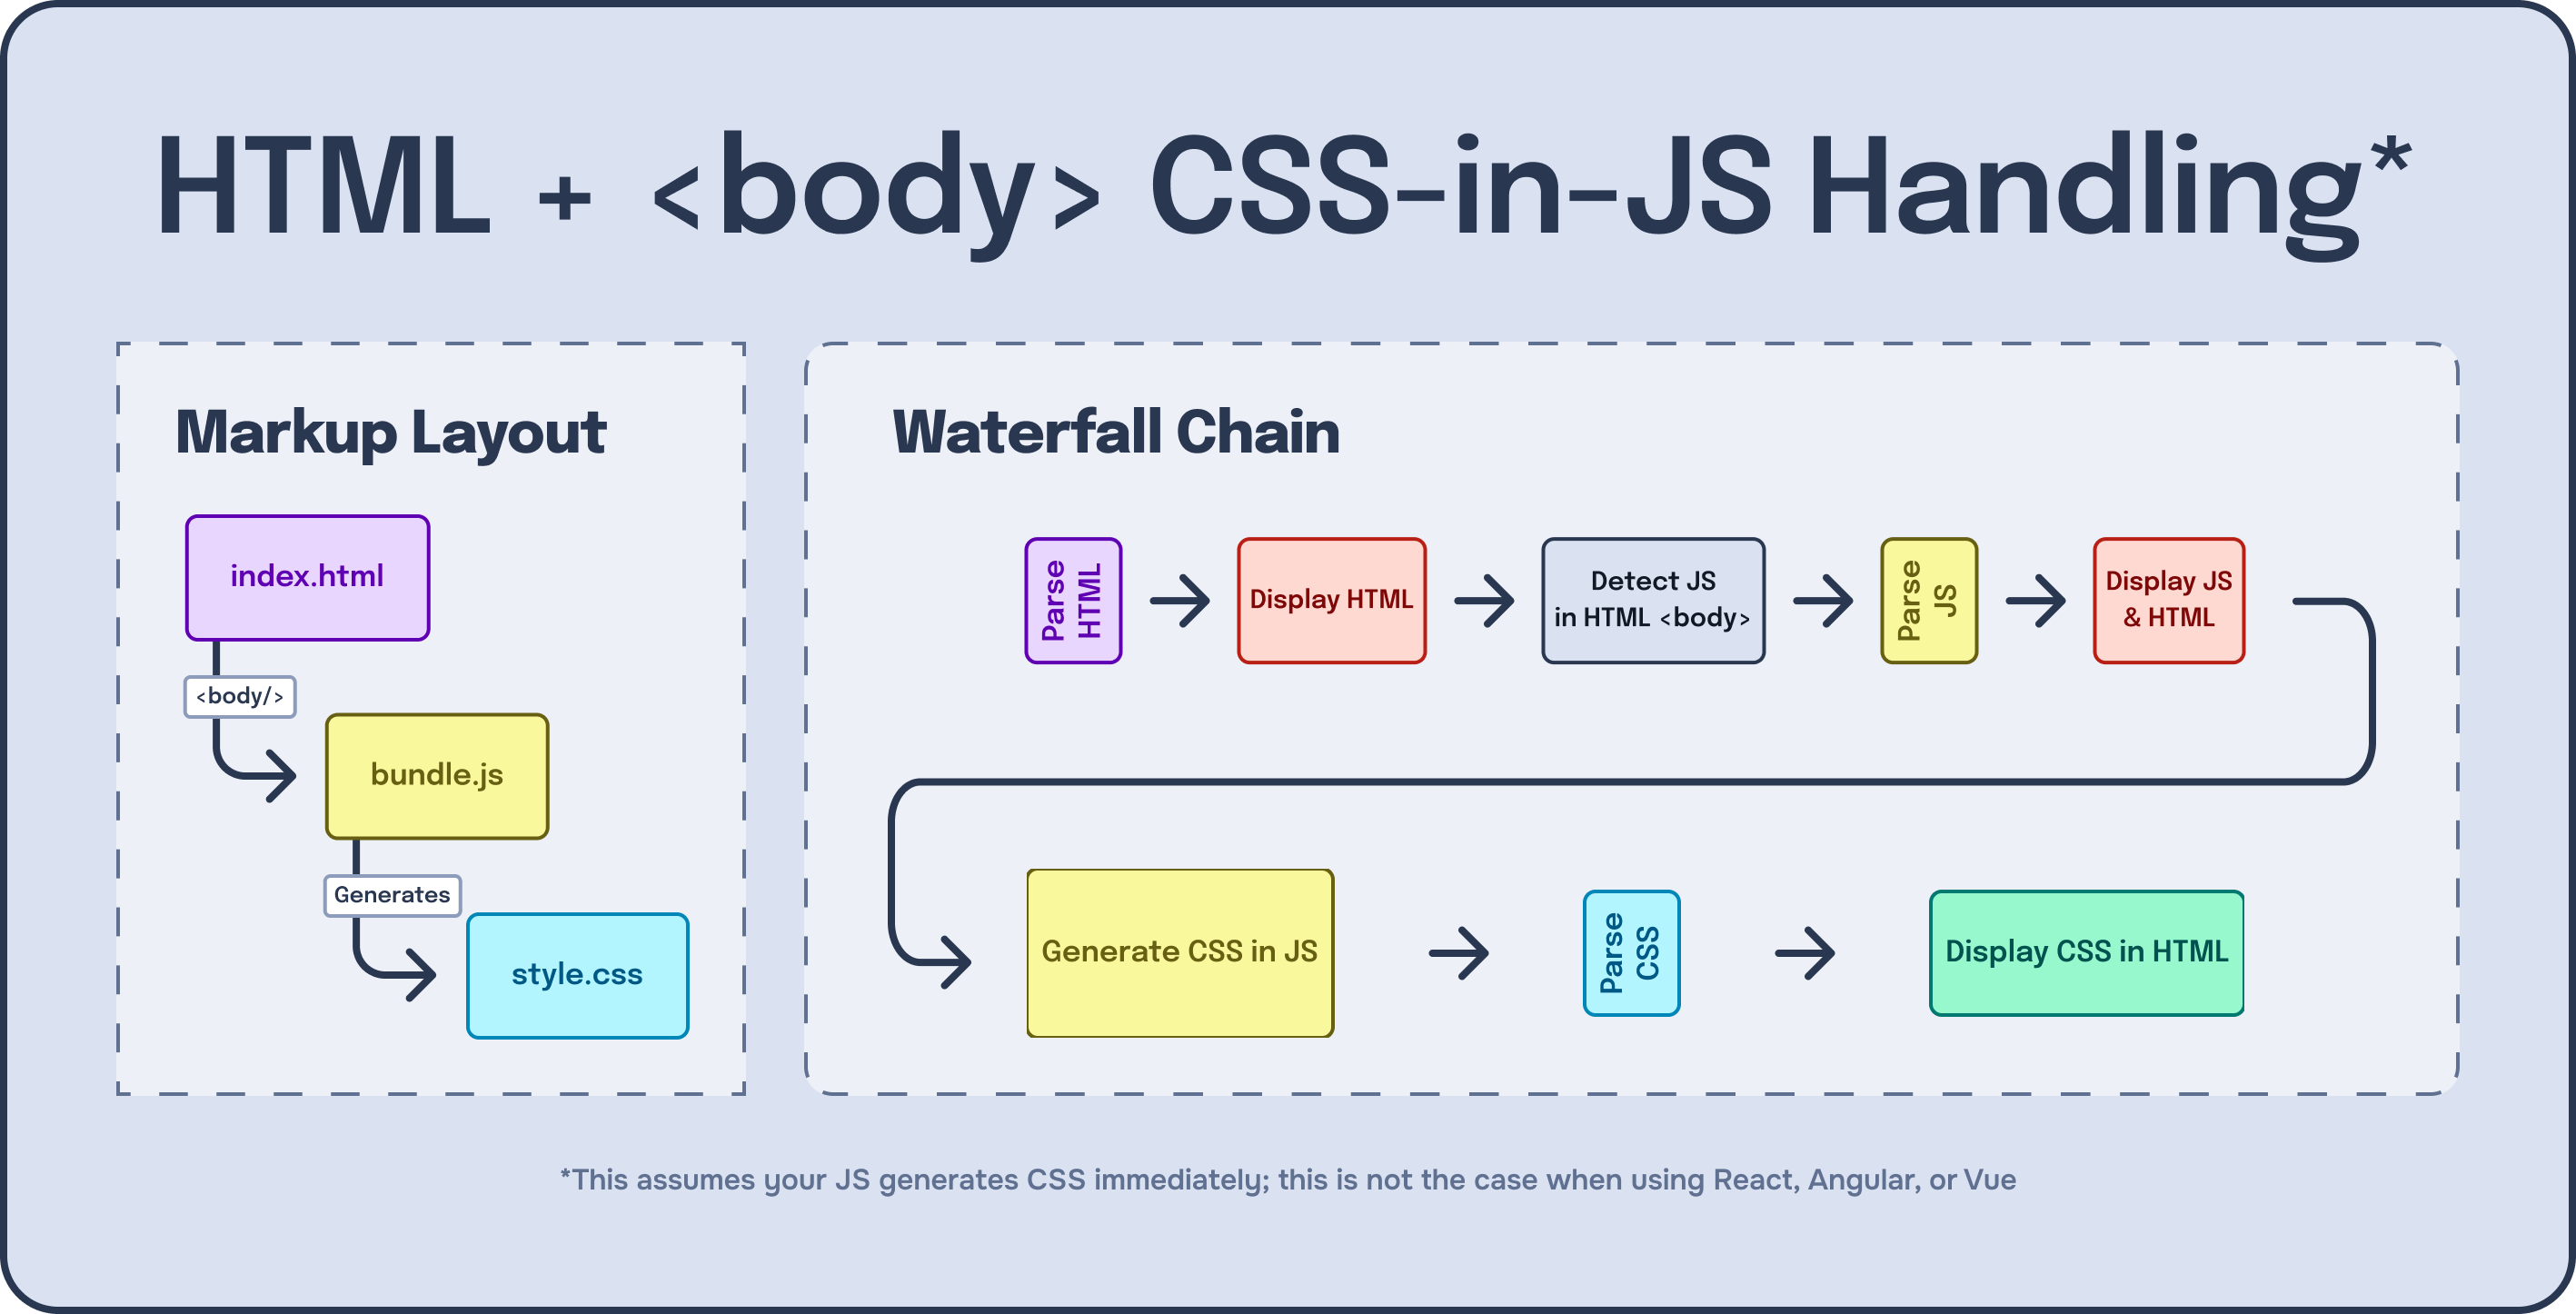 HTML + <body> CSS-in-JS Handling*
Markup Layout
index.html
<body/>
bundle.js
Generates
style.css
Waterfall Chain
Parse
HTML
Display HTML
Detect JS
in HTML <body>
Parse
JS
Display JS
& HTML
Generate CSS in JS
Parse
CSS
Display CSS in HTML
*This assumes your JS generates CSS immediately; this is not the case when using React, Angular, or Vue